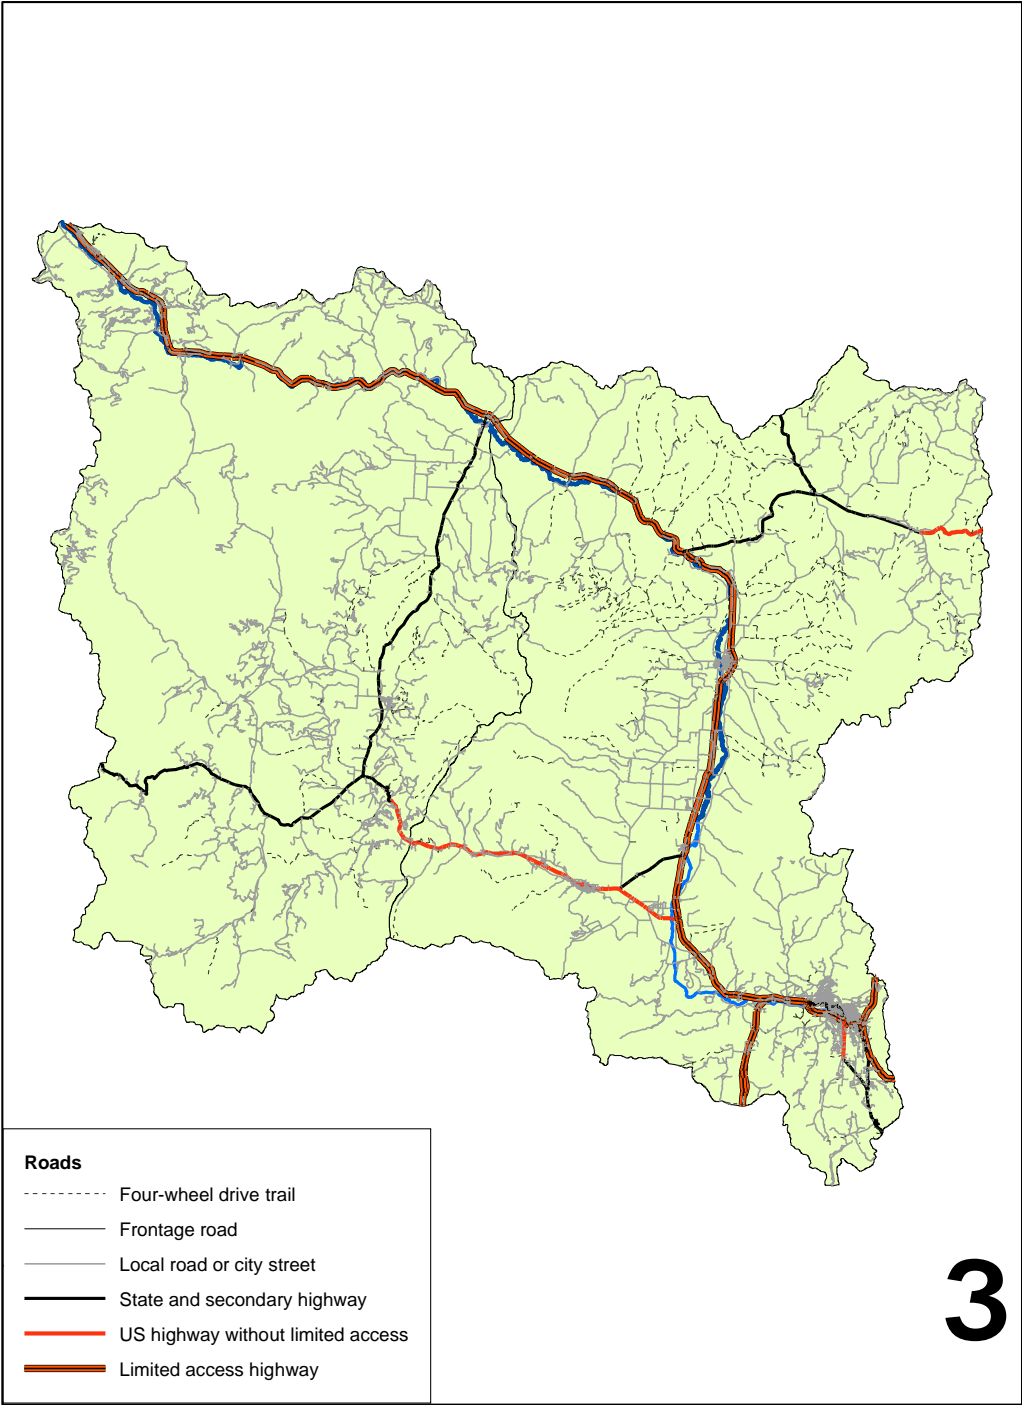 Roads
Four-wheel drive trail
Frontage road
Local road or city street
State and secondary highway
US highway without limited access
Limited access highway
3